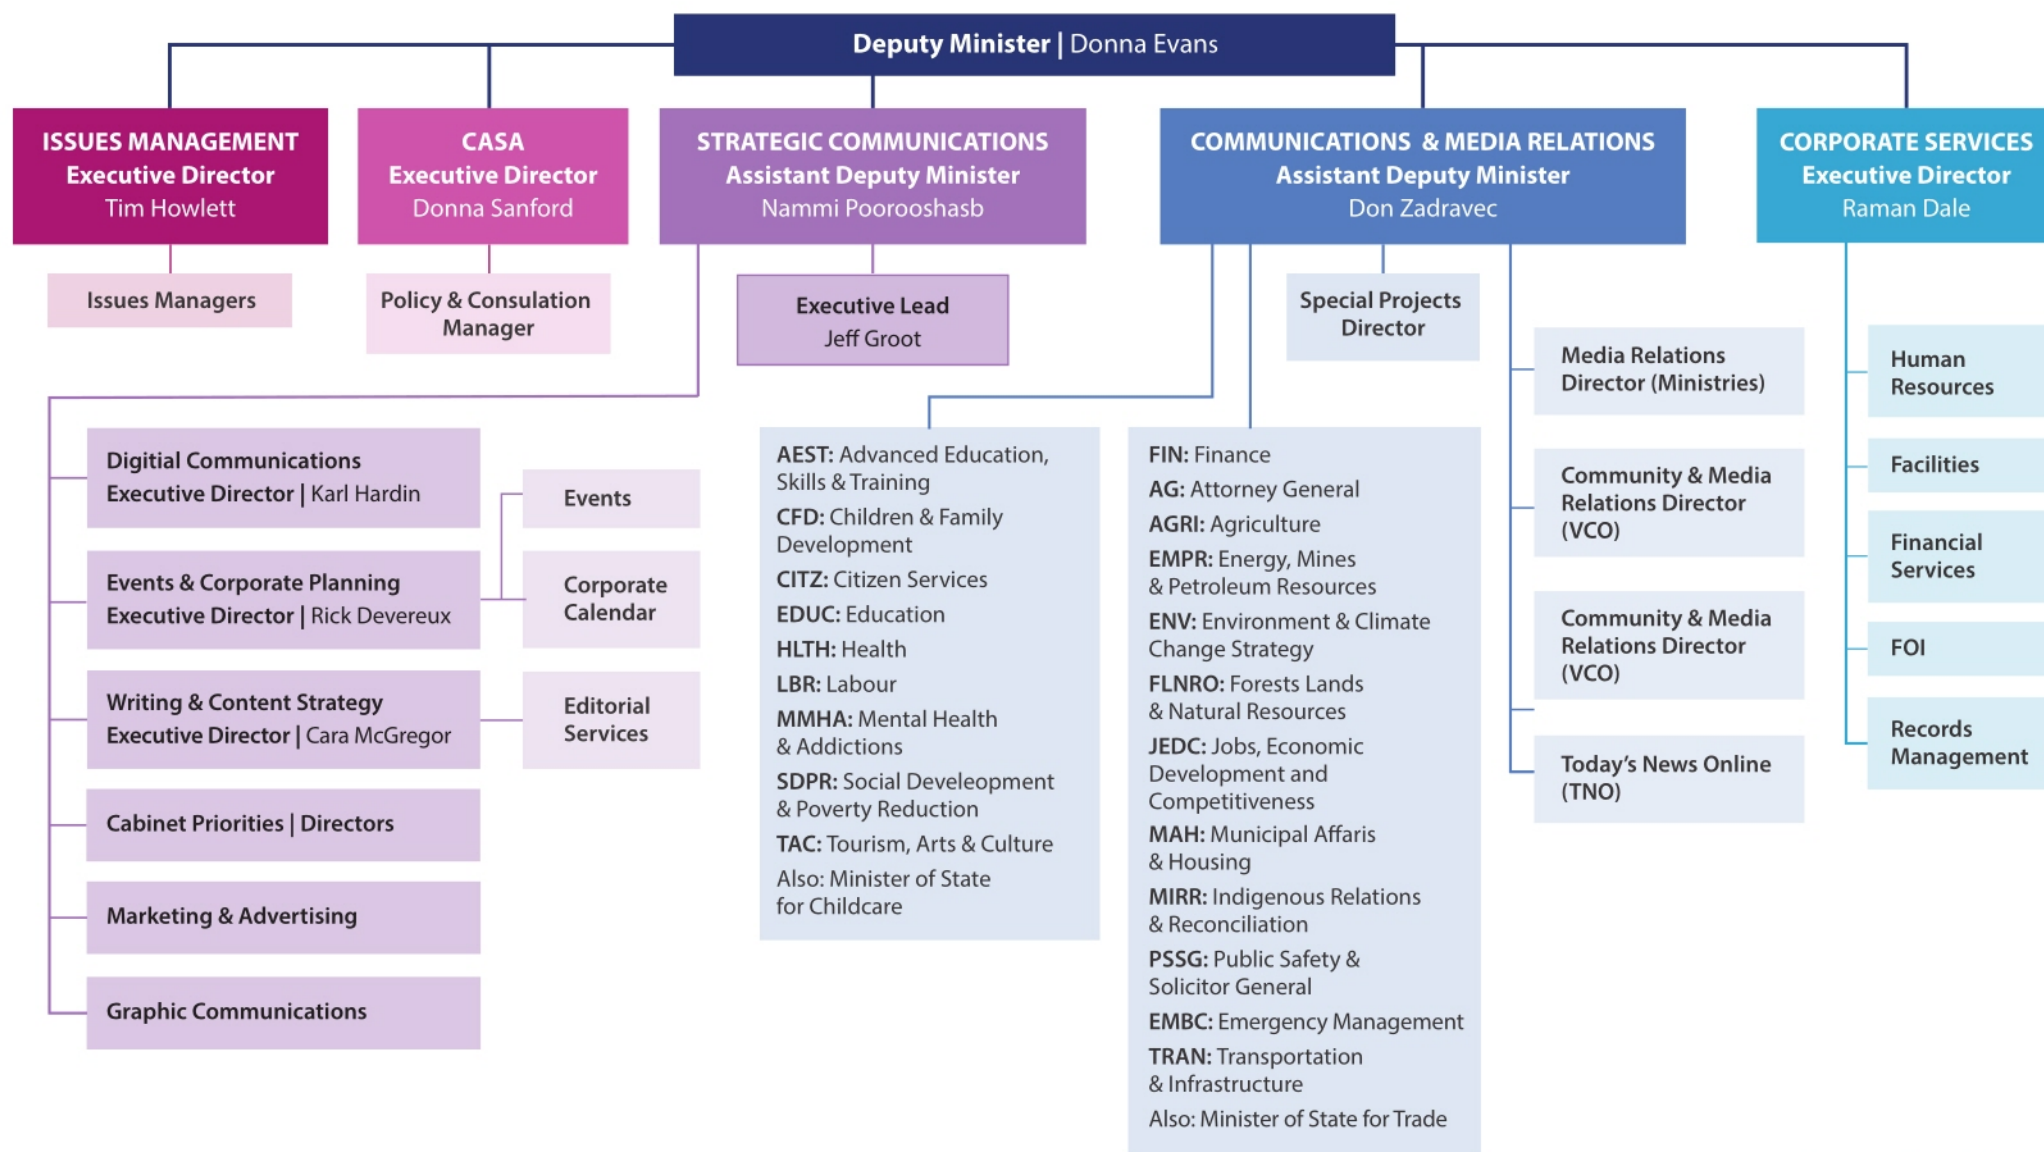 Deputy Minister | Donna Evans
ISSUES MANAGEMENT
Executive Director
Tim Howlett
Issues Managers
CASA
Executive Director
Donna Sanford
Policy & Consulation
Manager
STRATEGIC COMMUNICATIONS
Assistant Deputy Minister
Nammi Poorooshasb
Executive Lead
Jeff Groot
Digitial Communications
Executive Director | Karl Hardin
Events & Corporate Planning
Executive Director | Rick Devereux
Events
Corporate
Calendar
Writing & Content Strategy
Executive Director | Cara McGregor
Editorial
Services
Cabinet Priorities | Directors
Marketing & Advertising
Graphic Communications
COMMUNICATIONS & MEDIA RELATIONS
Assistant Deputy Minister
Don Zadravec
AEST: Advanced Education,
Skills & Training
CFD: Children & Family
Development
CITZ: Citizen Services
EDUC: Education
HLTH: Health
LBR: Labour
MMHA: Mental Health
& Addictions
SDPR: Social Develeopment
& Poverty Reduction
TAC: Tourism, Arts & Culture
Also: Minister of State
for Childcare
FIN: Finance
AG: Attorney General
AGRI: Agriculture
EMPR: Energy, Mines
& Petroleum Resources
ENV: Environment & Climate
Change Strategy
FLNRO: Forests Lands
& Natural Resources
JEDC: Jobs, Economic
Development and
Competitiveness
MAH: Municipal Affaris
& Housing
MIRR: Indigenous Relations
& Reconciliation
PSSG: Public Safety &
Solicitor General
EMBC: Emergency Management
TRAN: Transportation
& Infrastructure
Also: Minister of State for Trade
Special Projects
Director
Media Relations
Director (Ministries)
Community & Media
Relations Director
(VCO)
Community & Media
Relations Director
(VCO)
Today's News Online
(TNO)
CORPORATE SERVICES
Executive Director
Raman Dale
Human
Resources
Facilities
Financial
Services
FOI
Records
Management